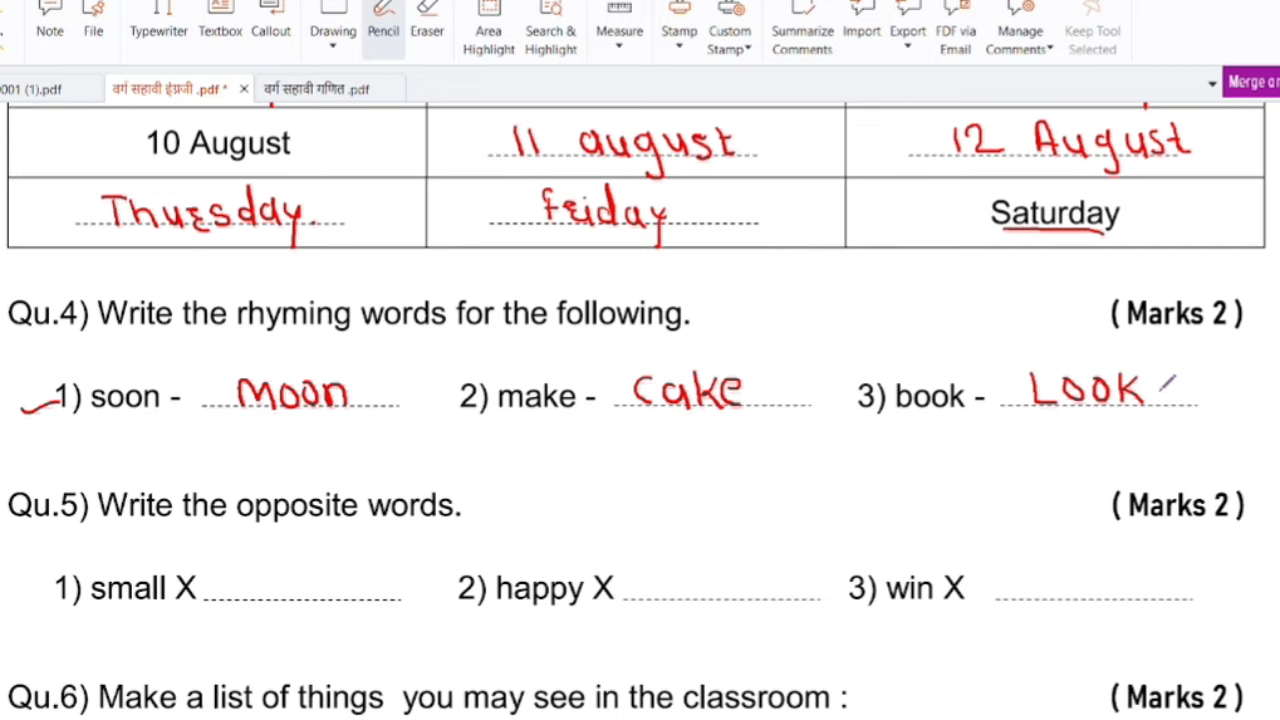 Note File Typewriter Textbox Callout Drawing Pencil Eraser Area Highlight Search & Highlight Measure Stamp Custom Stamp Summarize Comments Import Export FDF via Email Manage Comments Keep Tool Selected
001 (1).pdf वर्ग सहावी इंग्रजी .pdf * × वर्ग सहावी गणित .pdf
10 August 11 august 12 August
Thursday. friday Saturday
Qu.4) Write the rhyming words for the following. ( Marks 2 )
1) soon - moon 2) make - cake 3) book - Look
Qu.5) Write the opposite words. ( Marks 2 )
1) small X 2) happy X 3) win X
Qu.6) Make a list of things you may see in the classroom : ( Marks 2 )